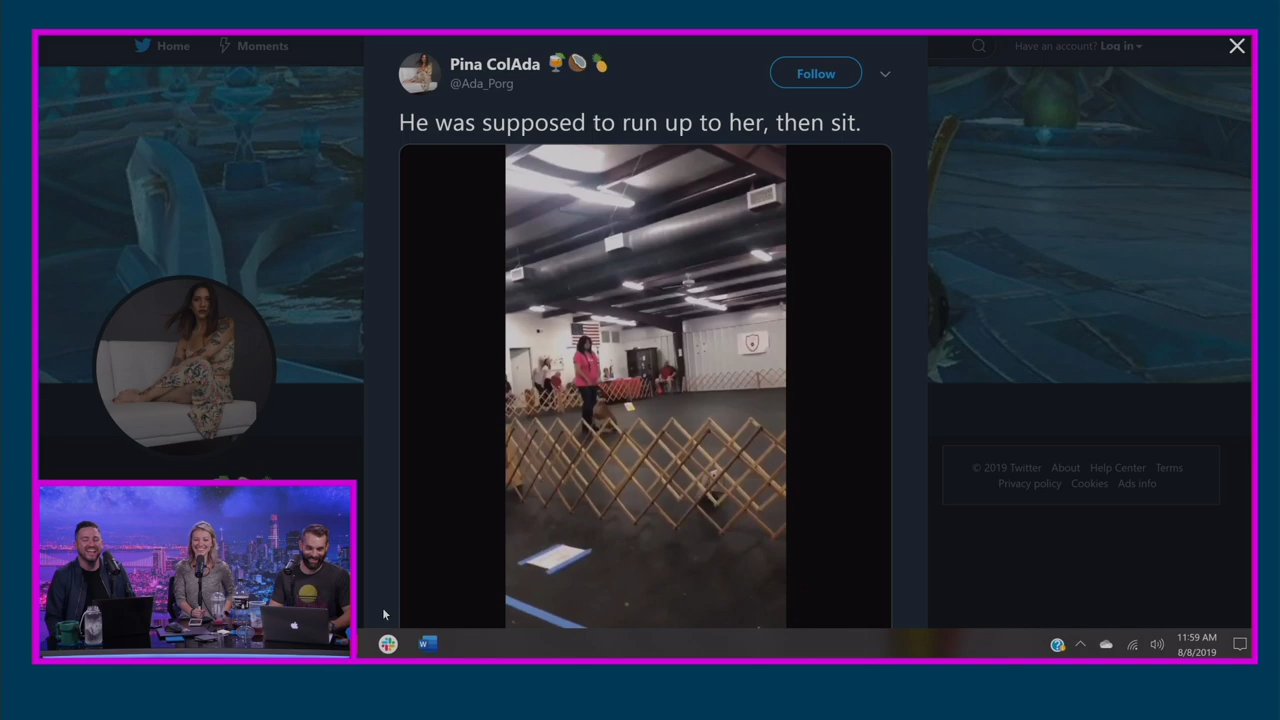 Home
Moments
Have an account? Log in
Pina ColAda 🍹🥥🍍
@Ada_Porg
Follow
He was supposed to run up to her, then sit.
© 2019 Twitter About Help Center Terms
Privacy policy Cookies Ads info
W
11:59 AM
8/8/2019